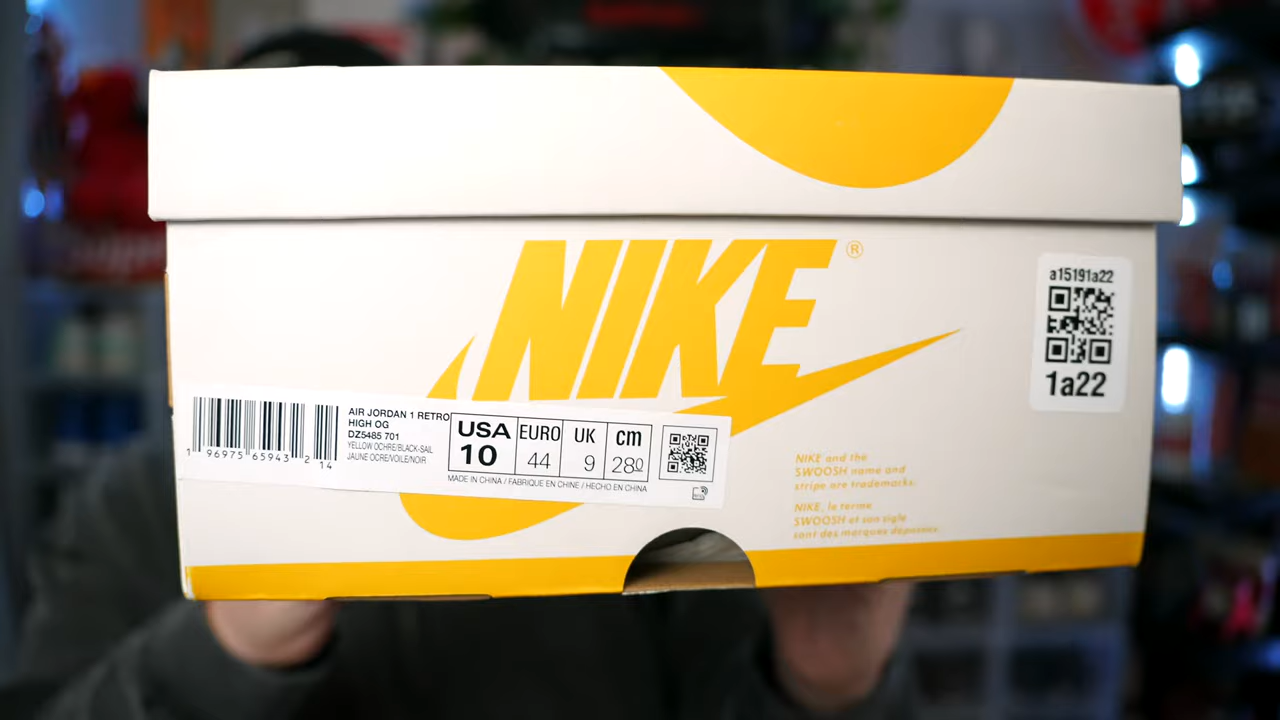 NIKE ®
a15191a22
1a22
AIR JORDAN 1 RETRO
HIGH OG
DZ5485 701
YELLOW OCHRE/BLACK-SAIL
JAUNE OCRE/VOILE/NOIR
1 96975 65943 2 14
USA EURO UK cm
10 44 9 280
MADE IN CHINA / FABRIQUE EN CHINE / HECHO EN CHINA
NIKE and the
SWOOSH name and
stripe are trademarks.
NIKE, le terme
SWOOSH et son sigle
sont des marques déposées.